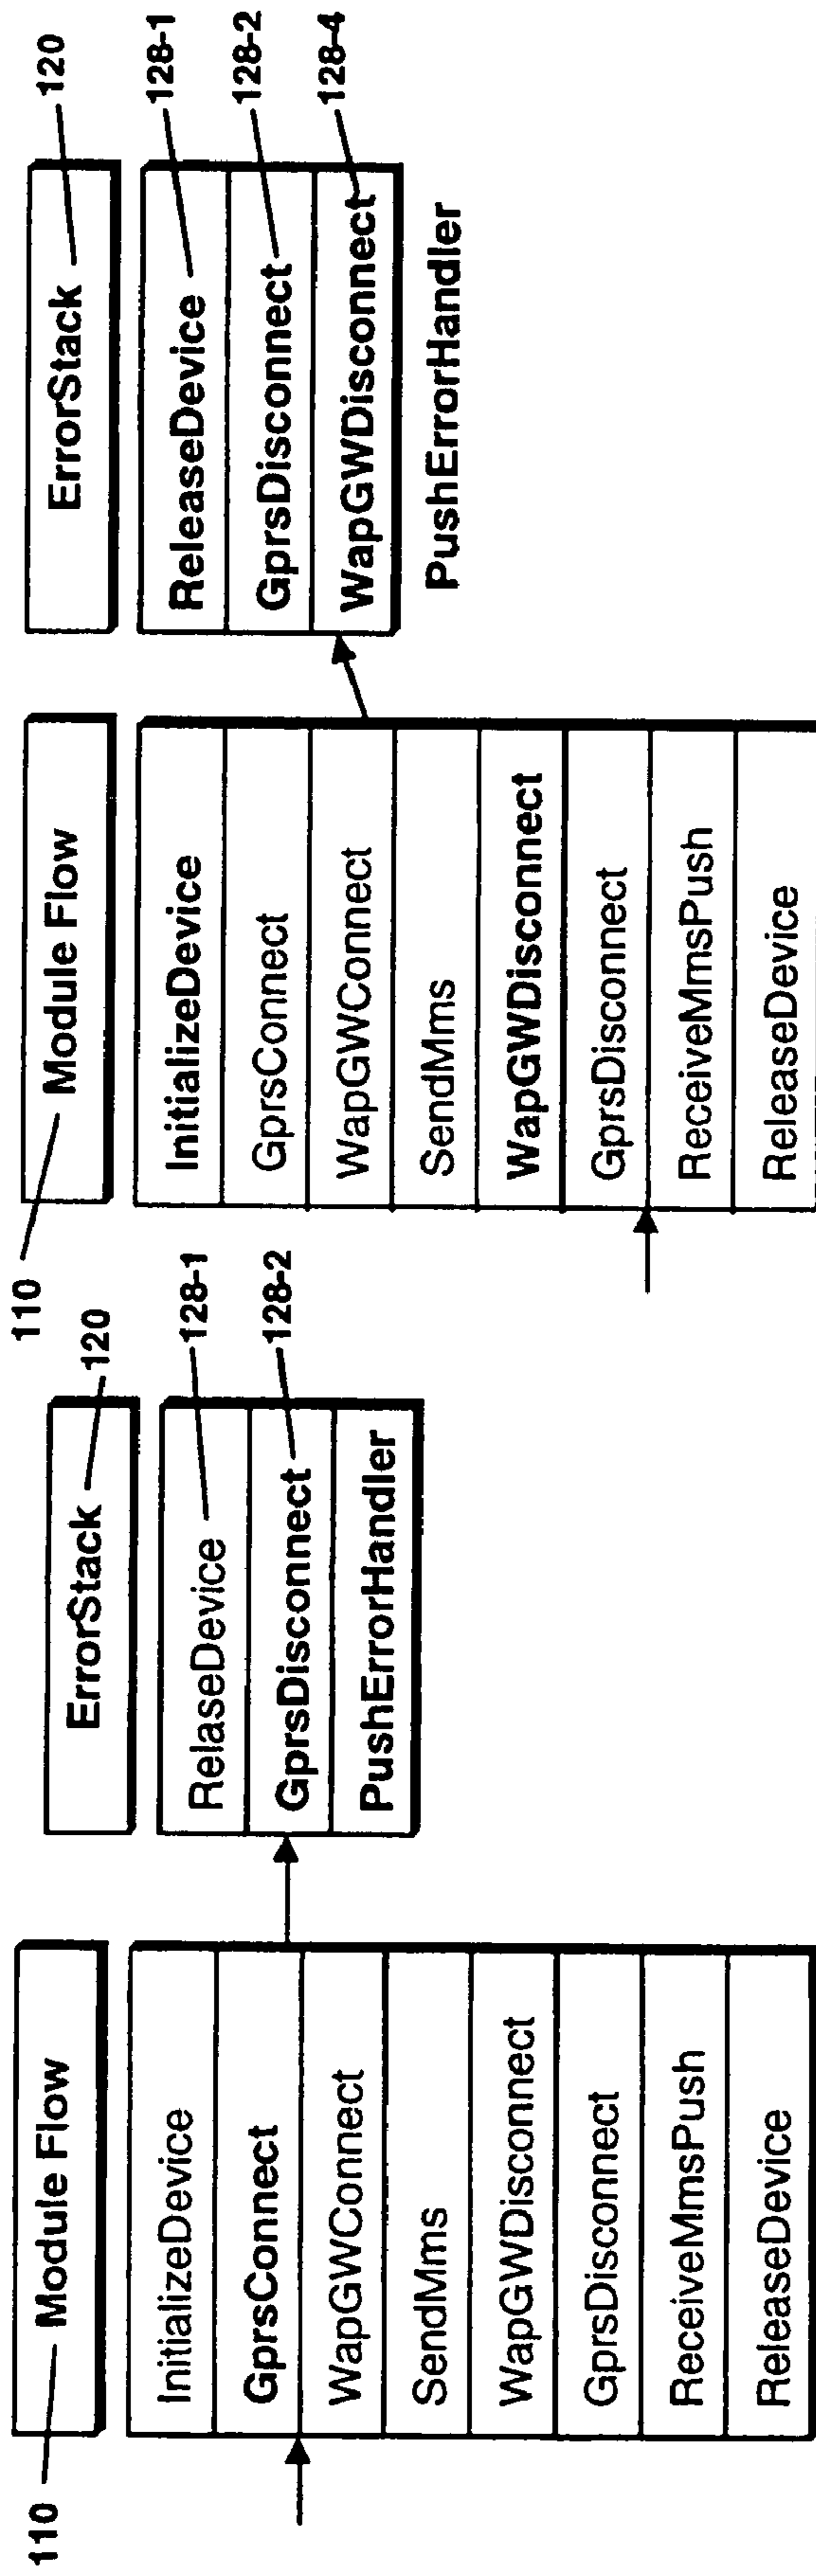 110
Module Flow
InitializeDevice
GprsConnect
WapGWConnect
SendMms
WapGWDisconnect
GprsDisconnect
ReceiveMmsPush
ReleaseDevice
ErrorStack
120
RelaseDevice
128-1
GprsDisconnect
128-2
PushErrorHandler
110
Module Flow
InitializeDevice
GprsConnect
WapGWConnect
SendMms
WapGWDisconnect
GprsDisconnect
ReceiveMmsPush
ReleaseDevice
ErrorStack
120
ReleaseDevice
128-1
GprsDisconnect
128-2
WapGWDisconnect
128-4
PushErrorHandler